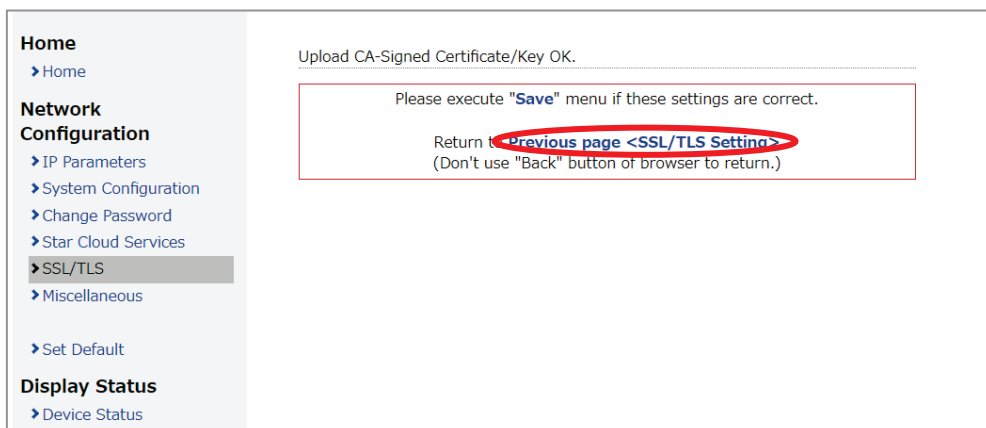 Home
Home
Network
Configuration
IP Parameters
System Configuration
Change Password
Star Cloud Services
SSL/TLS
Miscellaneous
Set Default
Display Status
Device Status
Upload CA-Signed Certificate/Key OK.
Please execute "Save" menu if these settings are correct.
Return to Previous page <SSL/TLS Setting>
(Don't use "Back" button of browser to return.)